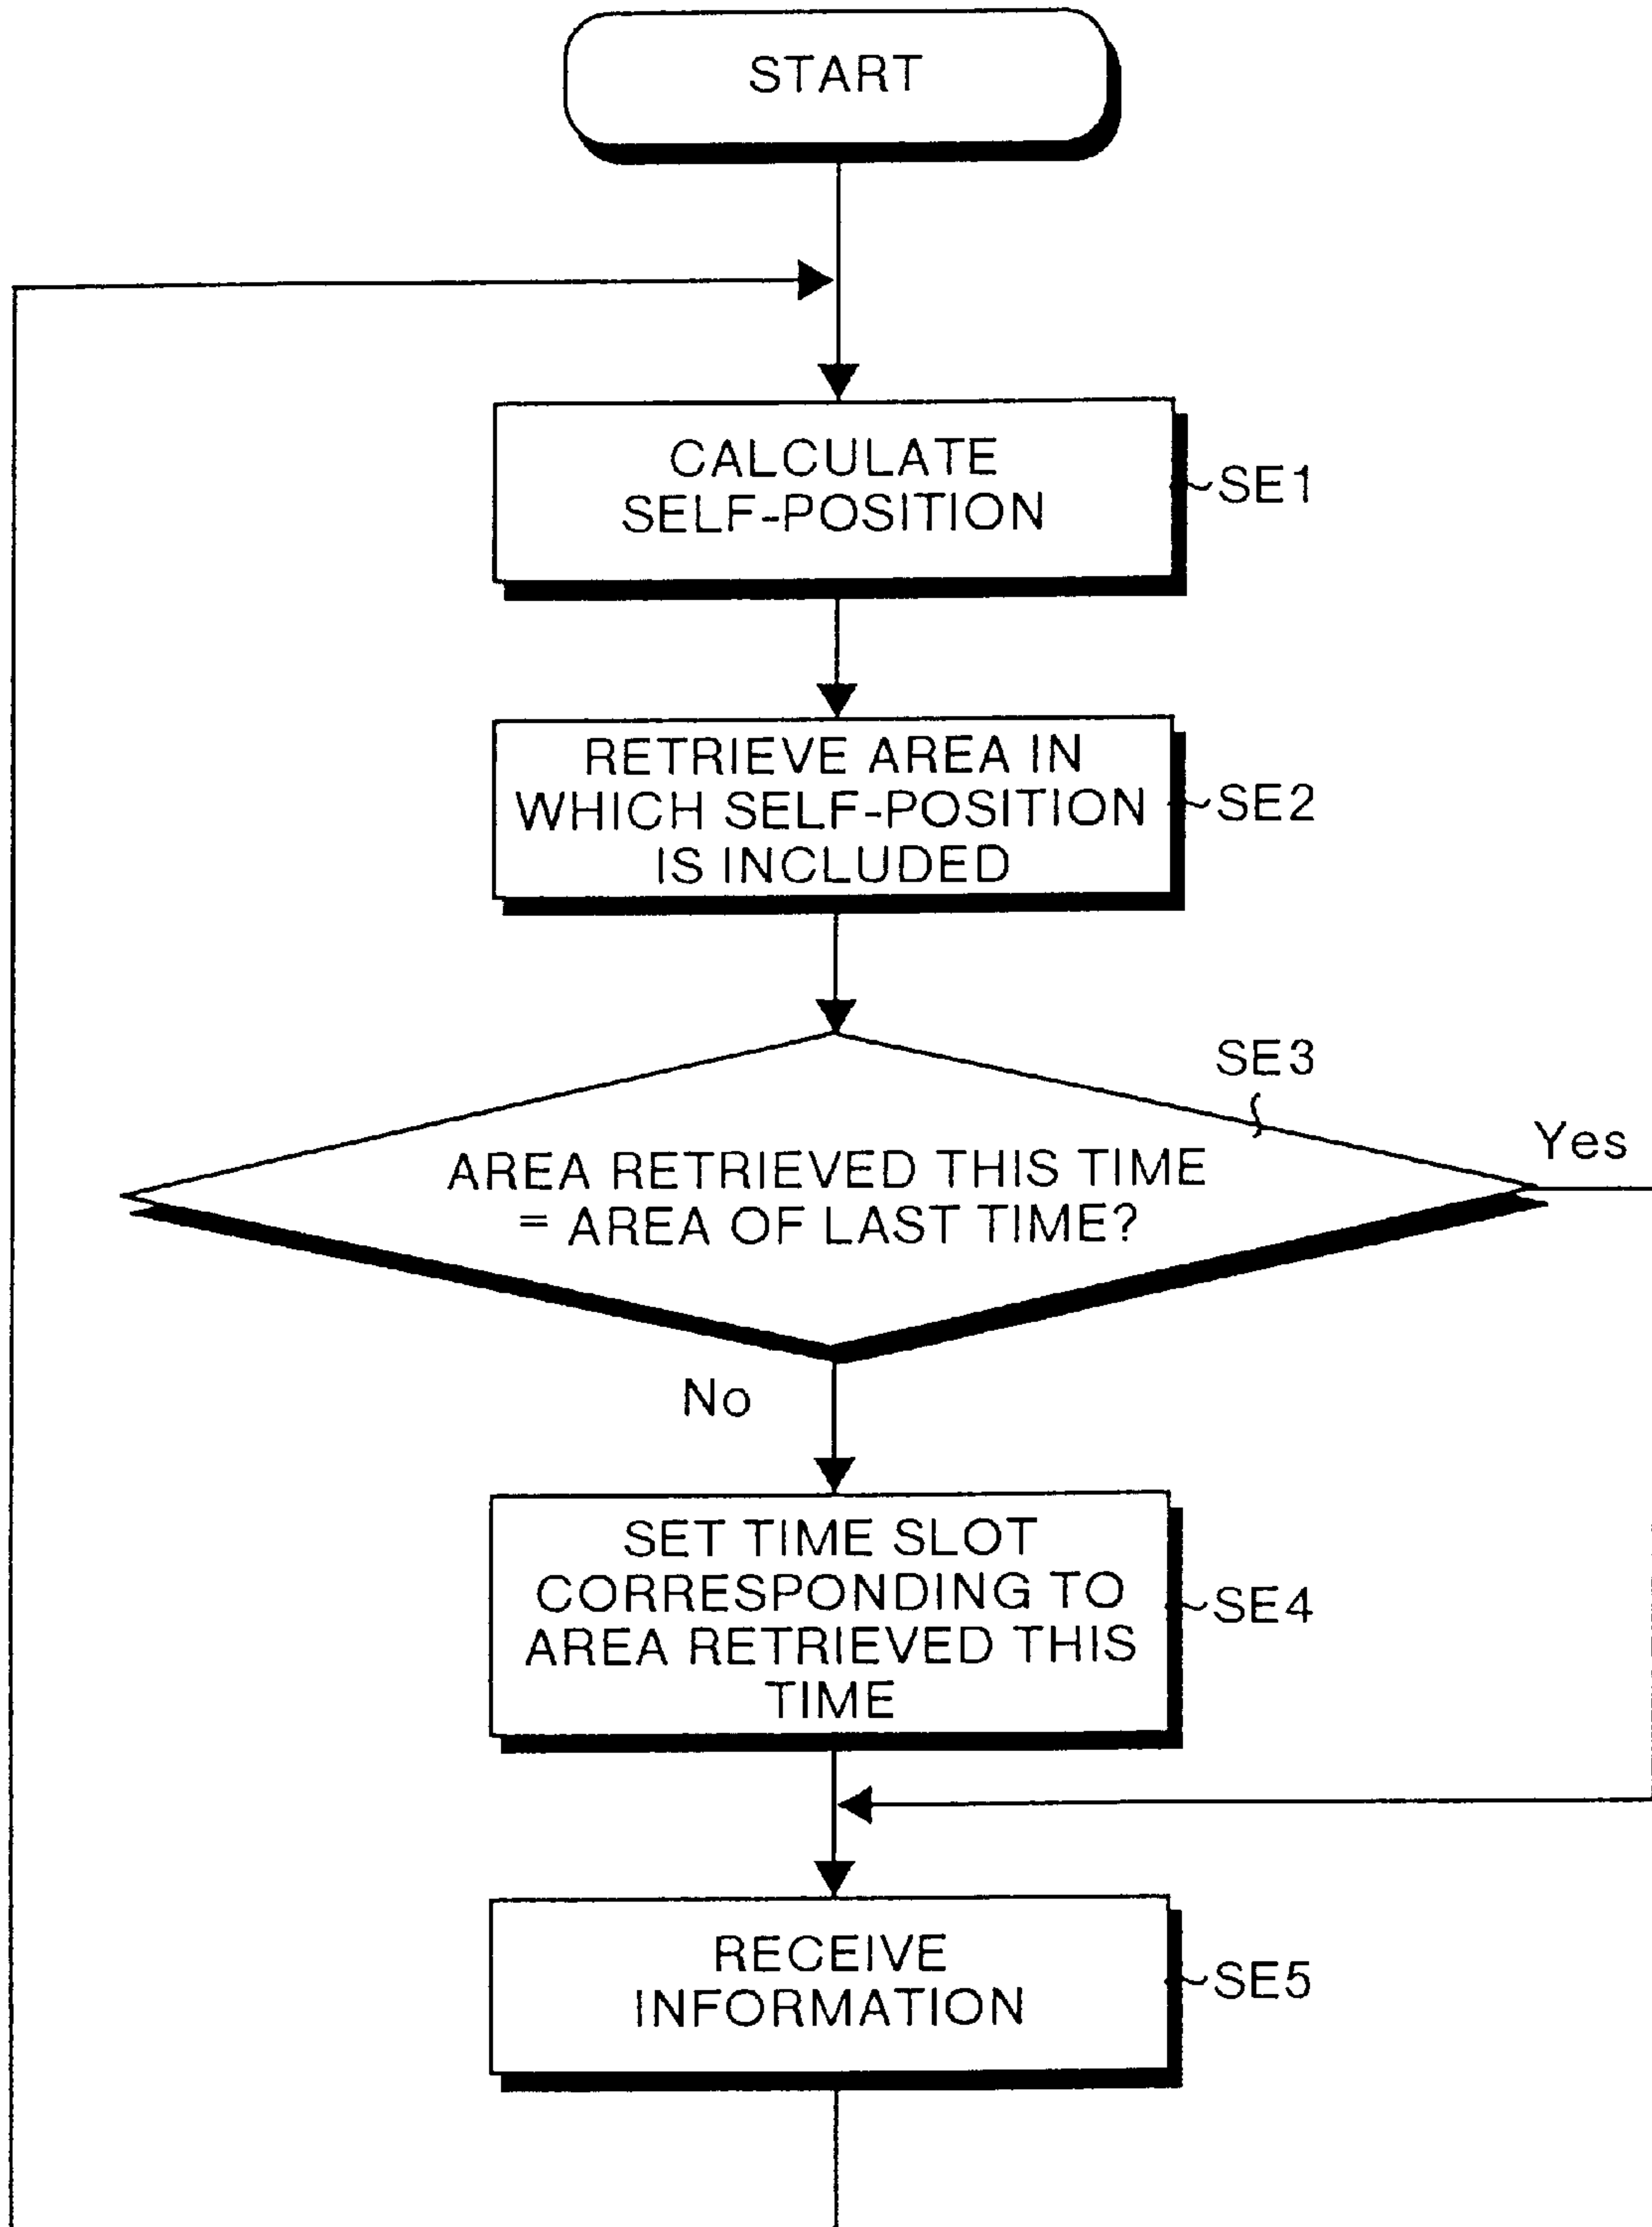 START
CALCULATE
SELF-POSITION
SE1
RETRIEVE AREA IN
WHICH SELF-POSITION
IS INCLUDED
SE2
SE3
Yes
AREA RETRIEVED THIS TIME
= AREA OF LAST TIME?
No
SET TIME SLOT
CORRESPONDING TO
AREA RETRIEVED THIS
TIME
SE4
RECEIVE
INFORMATION
SE5